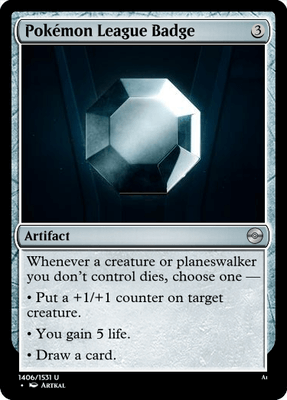 Pokémon League Badge 3
Artifact
Whenever a creature or planeswalker
you don't control dies, choose one —
• Put a +1/+1 counter on target
creature.
• You gain 5 life.
• Draw a card.
1406/1531 U
• Artkal
AI